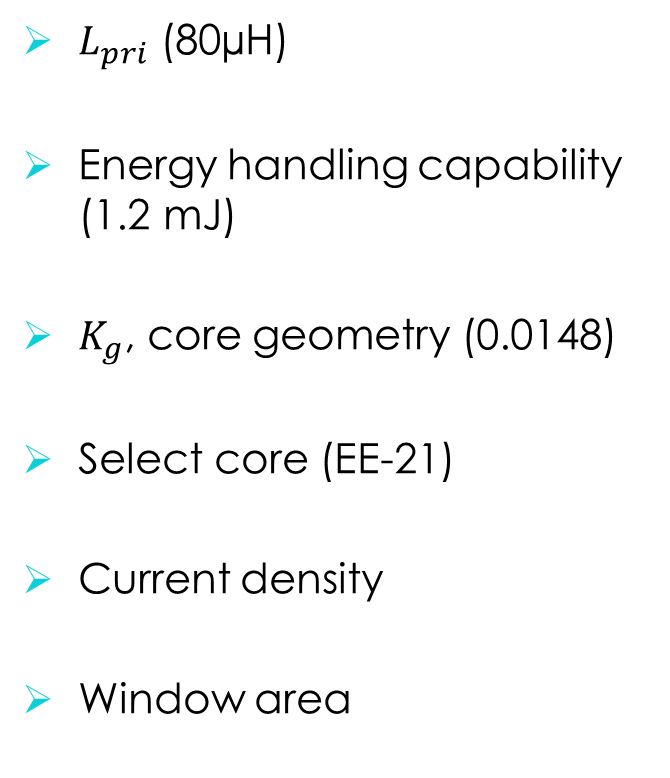 ➢ L_pri (80µH)
➢ Energy handling capability
(1.2 mJ)
➢ K_g, core geometry (0.0148)
➢ Select core (EE-21)
➢ Current density
➢ Window area